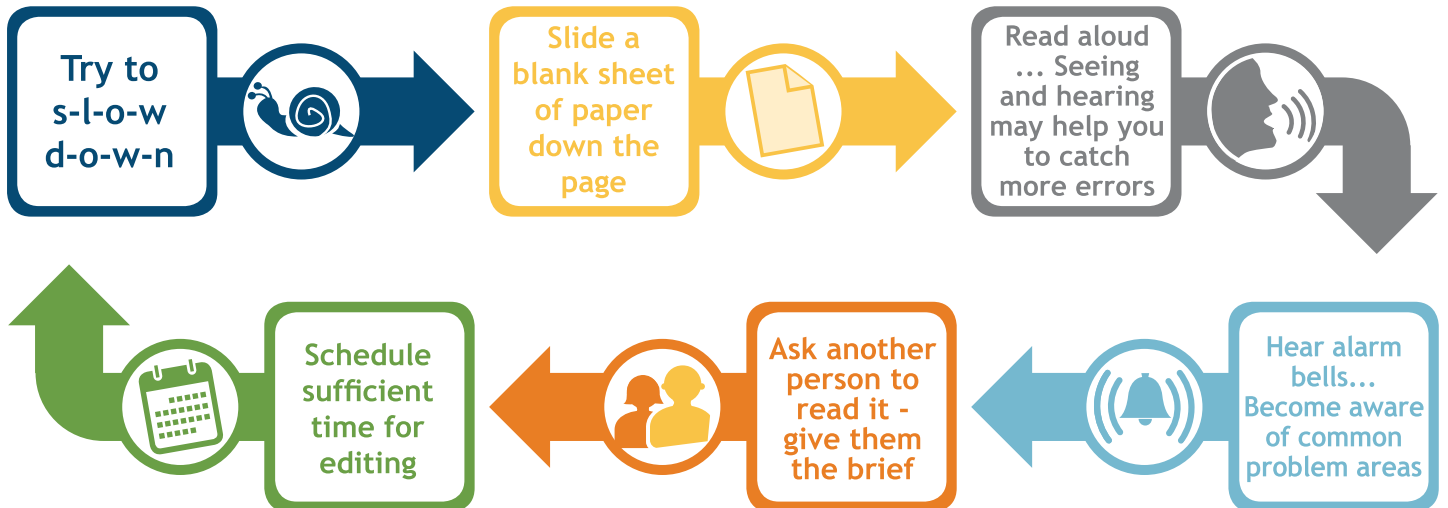 Try to
s-l-o-w
d-o-w-n
Slide a
blank sheet
of paper
down the
page
Read aloud
... Seeing
and hearing
may help you
to catch
more errors
Hear alarm
bells...
Become aware
of common
problem areas
Ask another
person to
read it -
give them
the brief
Schedule
sufficient
time for
editing